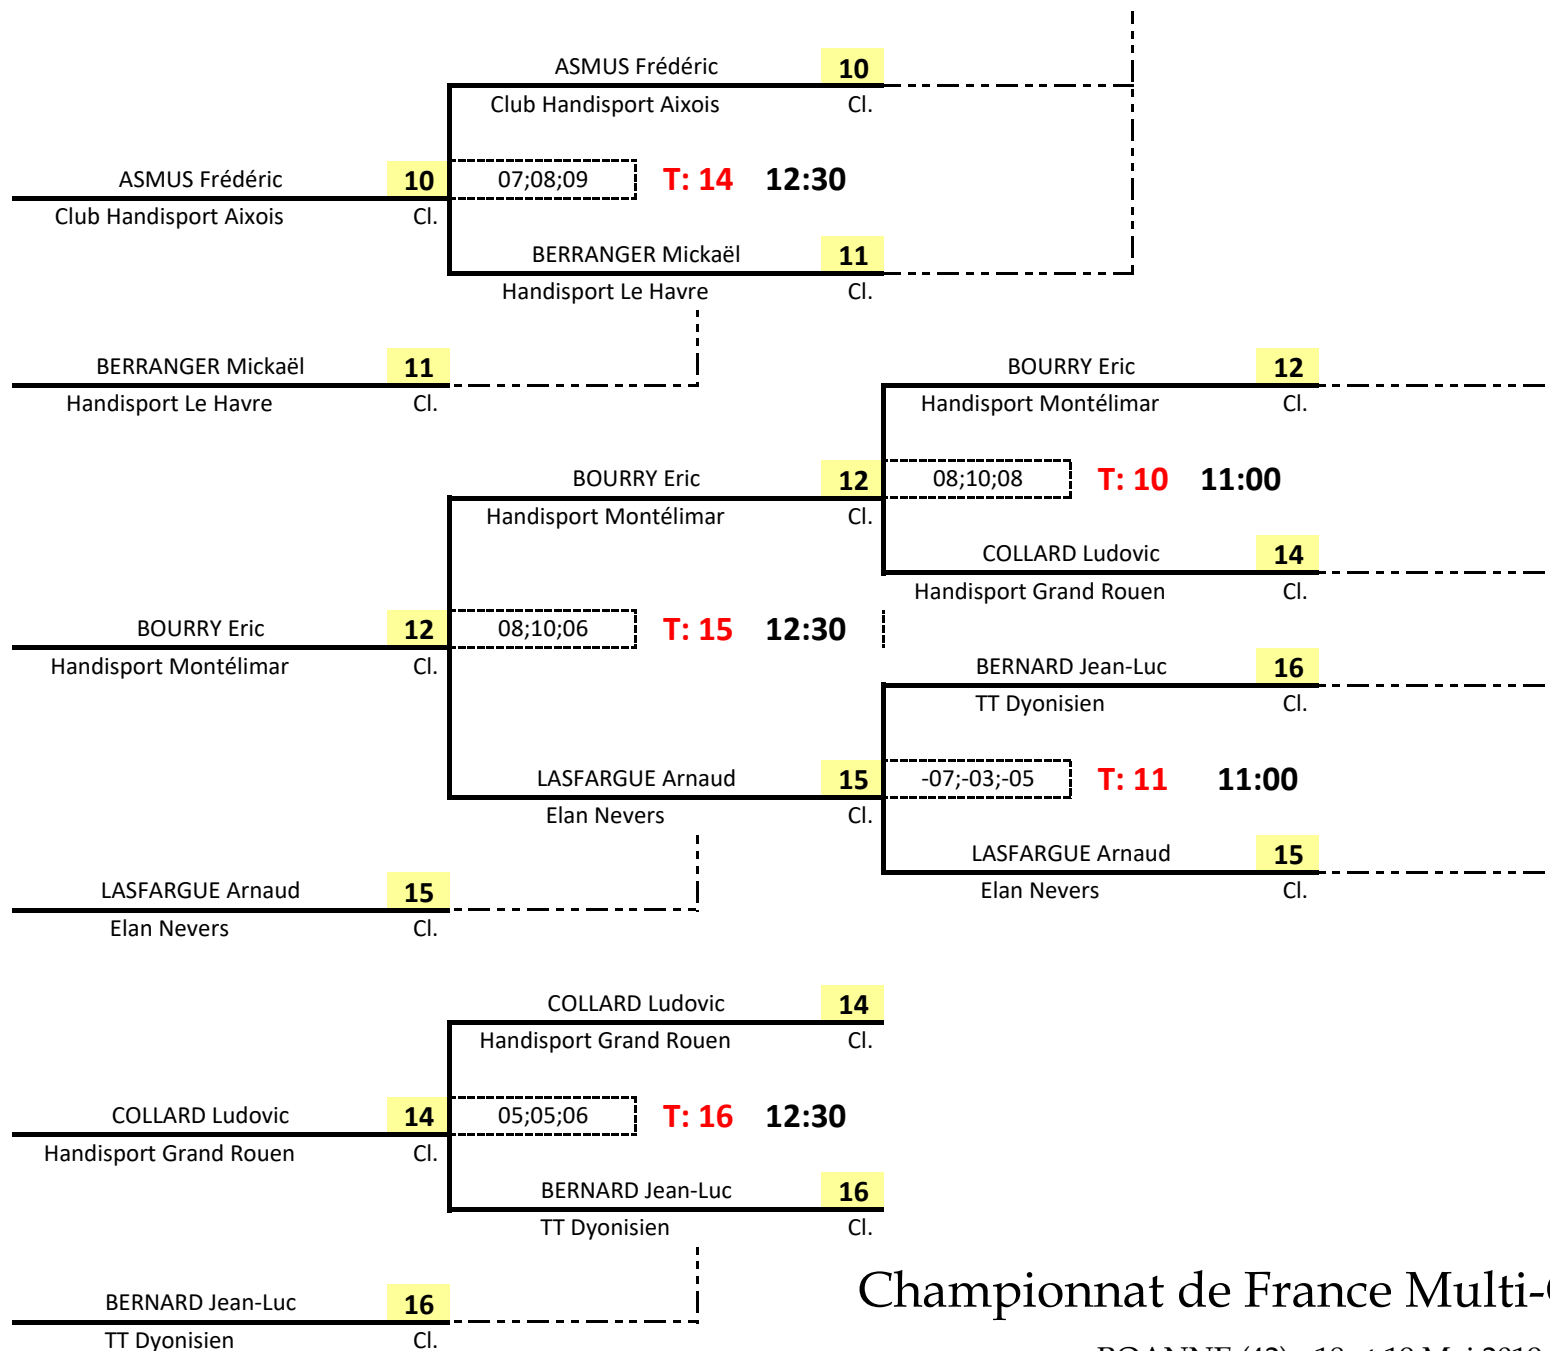 ASMUS Frédéric 10
Club Handisport Aixois Cl.
ASMUS Frédéric 10 07;08;09 T: 14 12:30
Club Handisport Aixois Cl.
BERRANGER Mickaël 11
Handisport Le Havre Cl.
BERRANGER Mickaël 11 BOURRY Eric 12
Handisport Le Havre Cl. Handisport Montélimar Cl.
BOURRY Eric 12 08;10;08 T: 10 11:00
Handisport Montélimar Cl.
COLLARD Ludovic 14
Handisport Grand Rouen Cl.
BOURRY Eric 12 08;10;06 T: 15 12:30
Handisport Montélimar Cl. BERNARD Jean-Luc 16
TT Dyonisien Cl.
LASFARGUE Arnaud 15 -07;-03;-05 T: 11 11:00
Elan Nevers Cl.
LASFARGUE Arnaud 15
LASFARGUE Arnaud 15 Elan Nevers Cl.
Elan Nevers Cl.
COLLARD Ludovic 14
Handisport Grand Rouen Cl.
COLLARD Ludovic 14 05;05;06 T: 16 12:30
Handisport Grand Rouen Cl.
BERNARD Jean-Luc 16
TT Dyonisien Cl.
Championnat de France Multi-
BERNARD Jean-Luc 16
TT Dyonisien Cl.